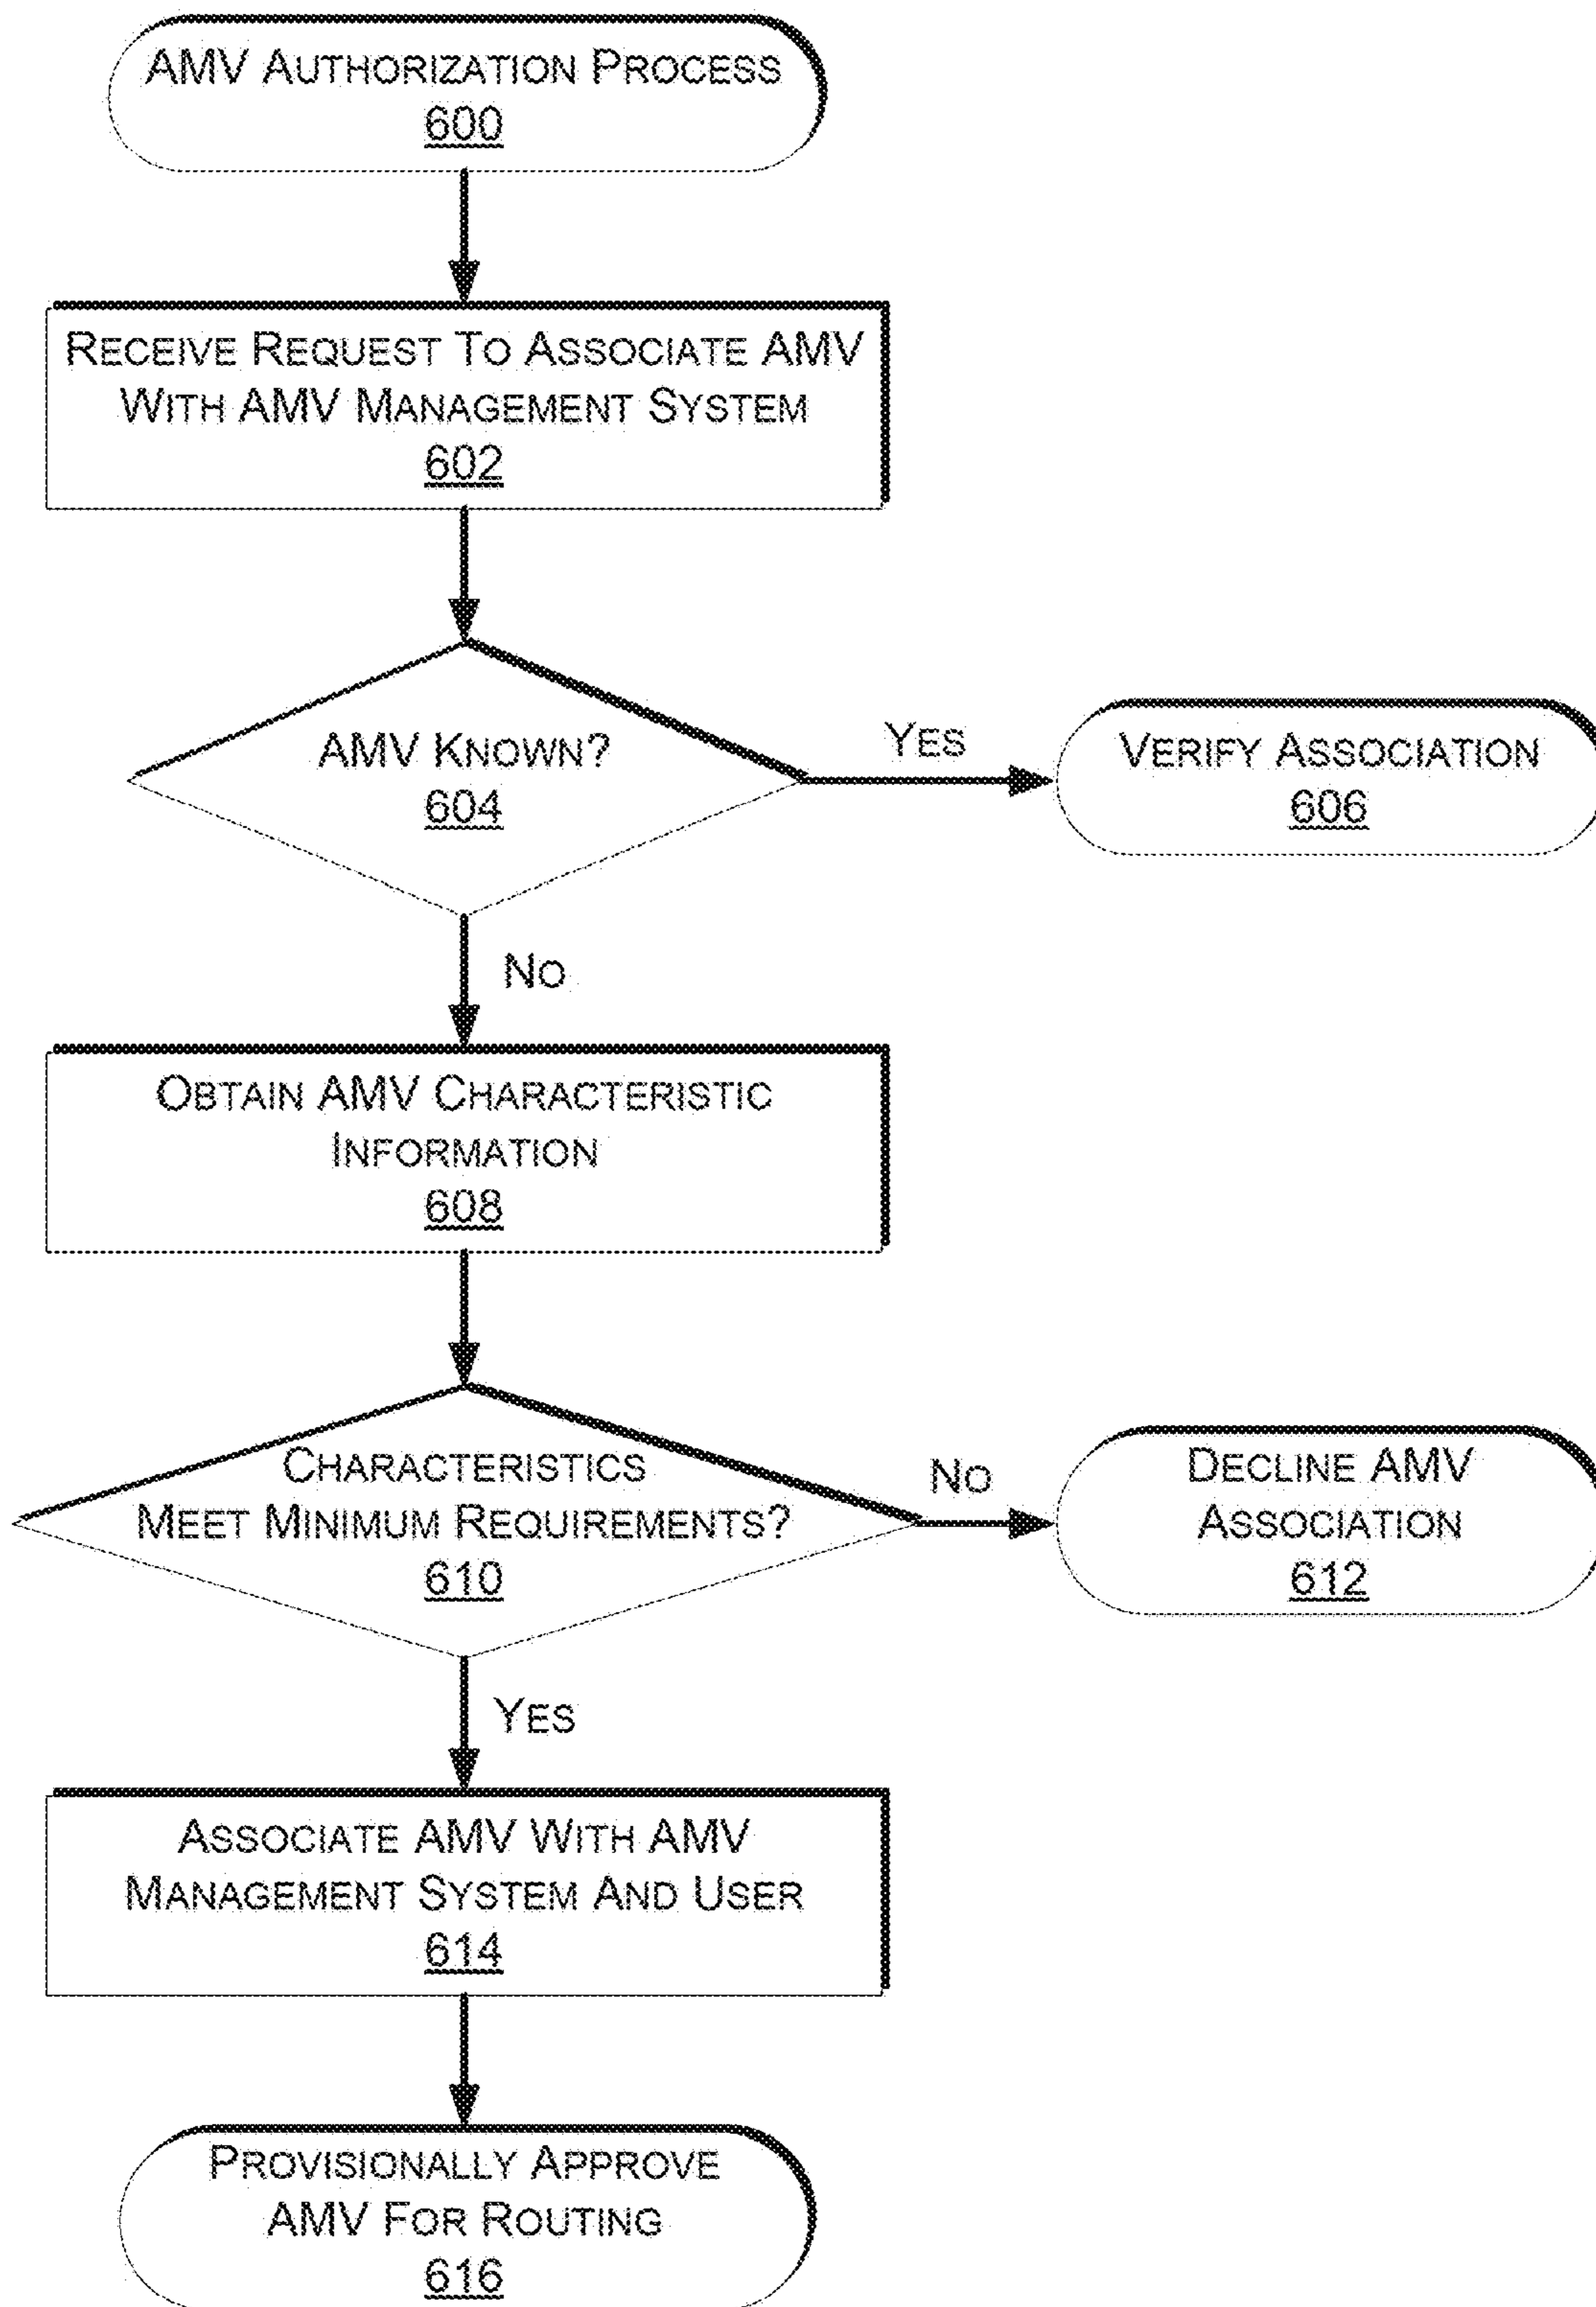 AMV AUTHORIZATION PROCESS
600
RECEIVE REQUEST TO ASSOCIATE AMV
WITH AMV MANAGEMENT SYSTEM
602
AMV KNOWN?
604
YES
VERIFY ASSOCIATION
606
NO
OBTAIN AMV CHARACTERISTIC
INFORMATION
608
CHARACTERISTICS
MEET MINIMUM REQUIREMENTS?
610
NO
DECLINE AMV
ASSOCIATION
612
YES
ASSOCIATE AMV WITH AMV
MANAGEMENT SYSTEM AND USER
614
PROVISIONALLY APPROVE
AMV FOR ROUTING
616